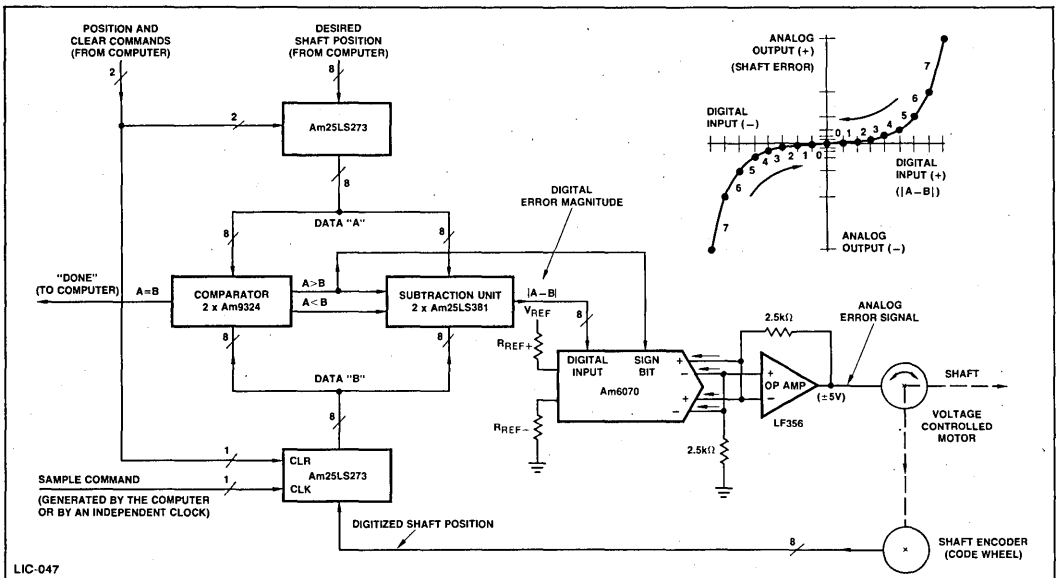 POSITION AND
CLEAR COMMANDS
(FROM COMPUTER)
2
DESIRED
SHAFT POSITION
(FROM COMPUTER)
8
2
Am25LS273
8
DATA "A"
8
8
"DONE"
(TO COMPUTER)
A=B
COMPARATOR
2 x Am9324
A>B
A<B
SUBTRACTION UNIT
2 x Am25LS381
8
8
DATA "B"
8
1
CLR
Am25LS273
CLK
SAMPLE COMMAND
1
(GENERATED BY THE COMPUTER
OR BY AN INDEPENDENT CLOCK)
DIGITIZED SHAFT POSITION
8
DIGITAL
ERROR MAGNITUDE
|A−B|
8
VREF
RREF+
RREF−
DIGITAL
INPUT
SIGN
BIT
Am6070
+
−
+
−
2.5kΩ
2.5kΩ
+
OP AMP
−
LF356
(±5V)
ANALOG
ERROR SIGNAL
SHAFT
VOLTAGE
CONTROLLED
MOTOR
SHAFT ENCODER
(CODE WHEEL)
ANALOG
OUTPUT (+)
(SHAFT ERROR)
DIGITAL
INPUT (−)
7
6
5
4
3
2
1
0
0
1
2
3
4
5
6
7
DIGITAL
INPUT (+)
(|A−B|)
ANALOG
OUTPUT (−)
LIC-047